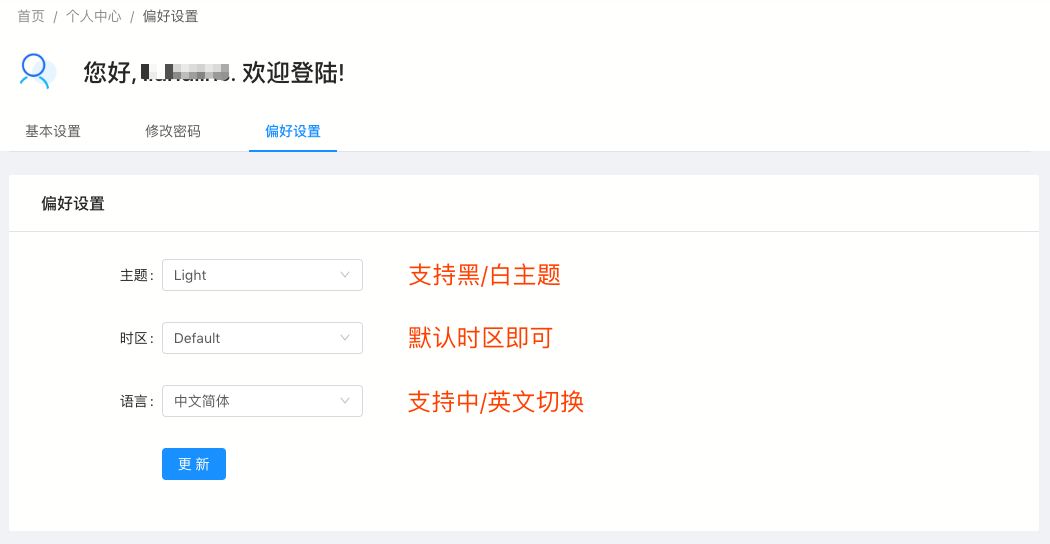 首页 / 个人中心 / 偏好设置
您好, 欢迎登陆!
基本设置 修改密码 偏好设置
偏好设置
主题: Light 支持黑/白主题
时区: Default 默认时区即可
语言: 中文简体 支持中/英文切换
更 新